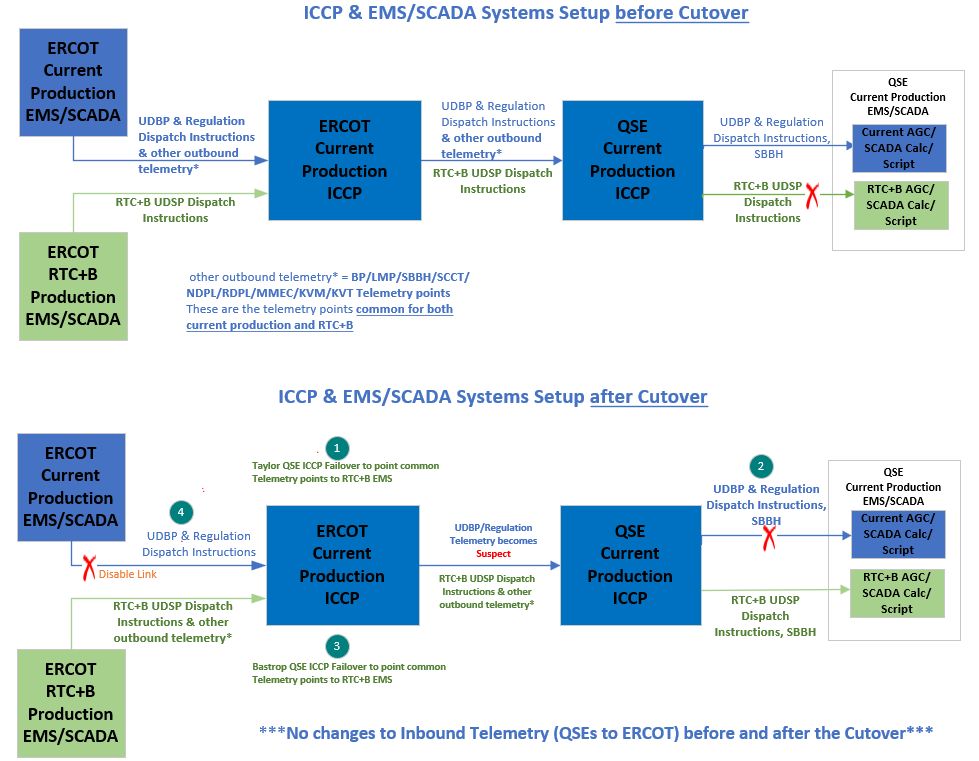 ICCP & EMS/SCADA Systems Setup before Cutover
ERCOT
Current
Production
EMS/SCADA
UDBP & Regulation
Dispatch Instructions
& other outbound
telemetry*
RTC+B UDSP Dispatch
Instructions
ERCOT
RTC+B
Production
EMS/SCADA
ERCOT
Current
Production
ICCP
UDBP & Regulation
Dispatch Instructions
& other outbound
telemetry*
RTC+B UDSP Dispatch
Instructions
QSE
Current
Production
ICCP
UDBP & Regulation
Dispatch Instructions,
SBBH
RTC+B UDSP
Dispatch
Instructions
QSE
Current Production
EMS/SCADA
Current AGC/
SCADA Calc/
Script
RTC+B AGC/
SCADA Calc/
Script
other outbound telemetry* = BP/LMP/SBBH/SCCT/
NDPL/RDPL/MMEC/KVM/KVT Telemetry points
These are the telemetry points common for both
current production and RTC+B
ICCP & EMS/SCADA Systems Setup after Cutover
ERCOT
Current
Production
EMS/SCADA
4
UDBP & Regulation
Dispatch Instructions
Disable Link
RTC+B UDSP Dispatch
Instructions & other
outbound telemetry*
ERCOT
RTC+B
Production
EMS/SCADA
1
Taylor QSE ICCP Failover to point common
Telemetry points to RTC+B EMS
ERCOT
Current
Production
ICCP
3
Bastrop QSE ICCP Failover to point common
Telemetry points to RTC+B EMS
UDBP/Regulation
Telemetry becomes
Suspect
RTC+B UDSP Dispatch
Instructions & other
outbound telemetry*
QSE
Current
Production
ICCP
2
UDBP & Regulation
Dispatch Instructions,
SBBH
RTC+B UDSP
Dispatch
Instructions, SBBH
QSE
Current Production
EMS/SCADA
Current AGC/
SCADA Calc/
Script
RTC+B AGC/
SCADA Calc/
Script
***No changes to Inbound Telemetry (QSEs to ERCOT) before and after the Cutover***